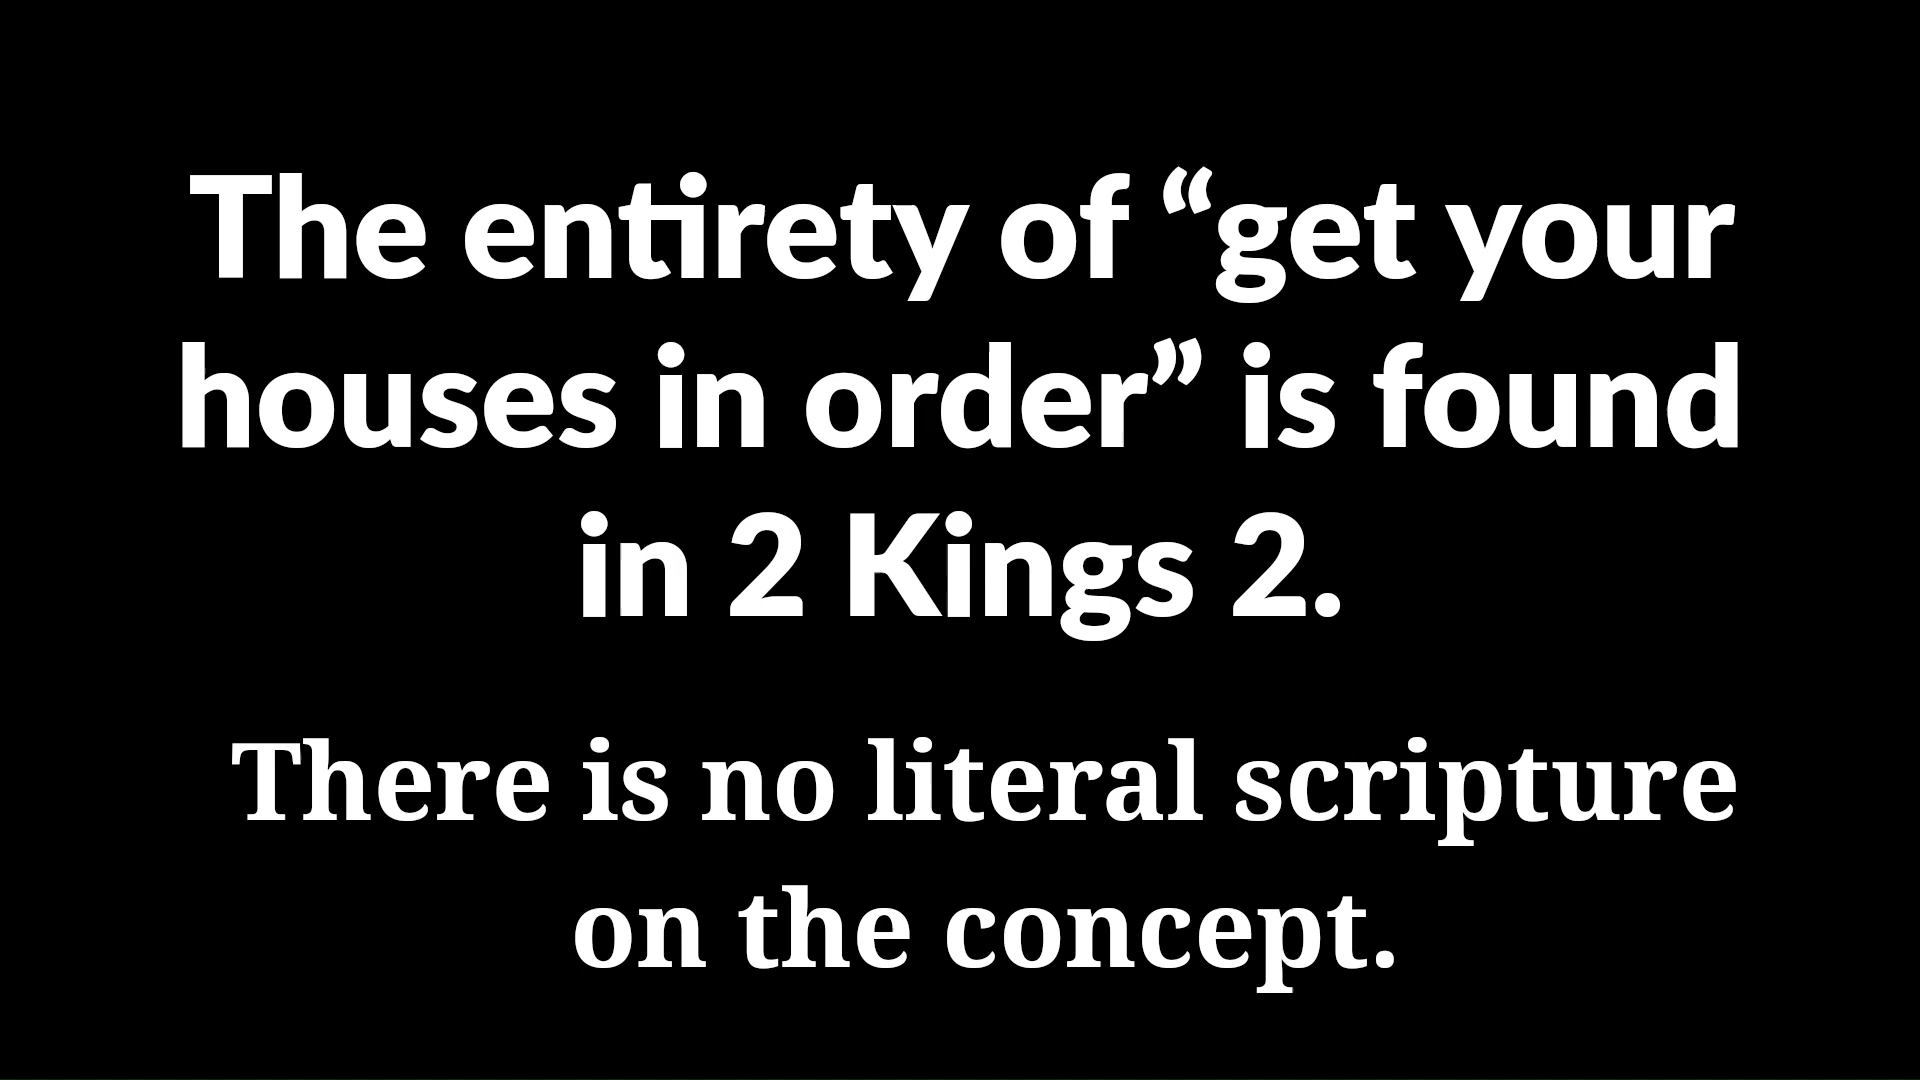 The entirety of “get your
houses in order” is found
in 2 Kings 2.
There is no literal scripture
on the concept.